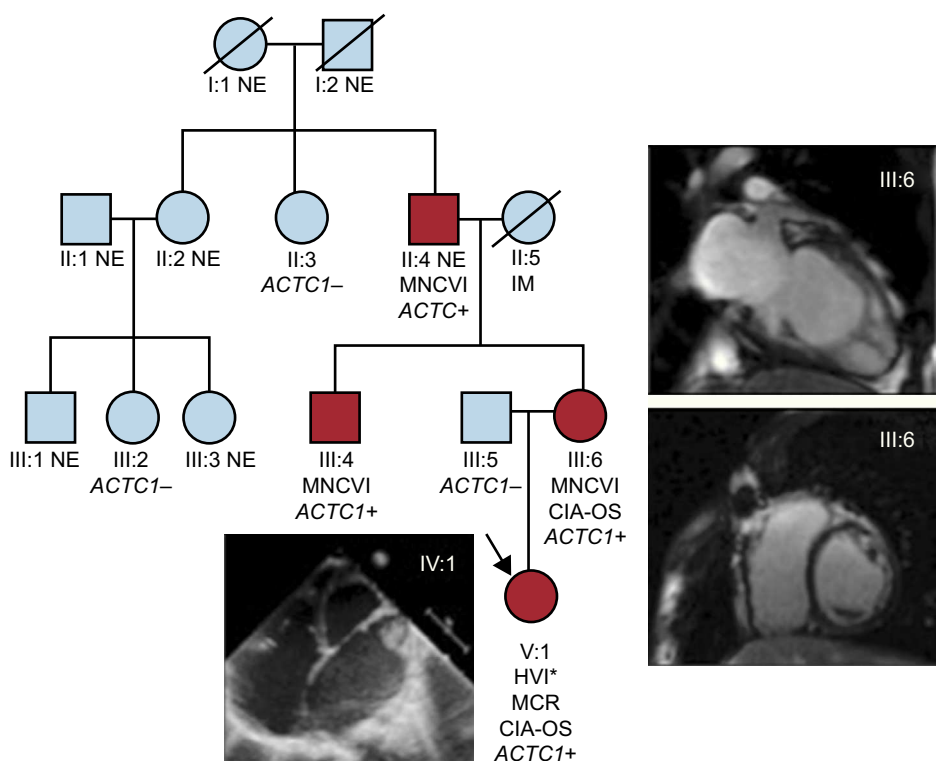 I:1 NE
I:2 NE
II:1 NE
II:2 NE
II:3
ACTC1–
II:4 NE
MNCVI
ACTC+
II:5
IM
III:1 NE
III:2
ACTC1–
III:3 NE
III:4
MNCVI
ACTC1+
III:5
ACTC1–
III:6
MNCVI
CIA-OS
ACTC1+
V:1
HVI*
MCR
CIA-OS
ACTC1+
IV:1
III:6
III:6